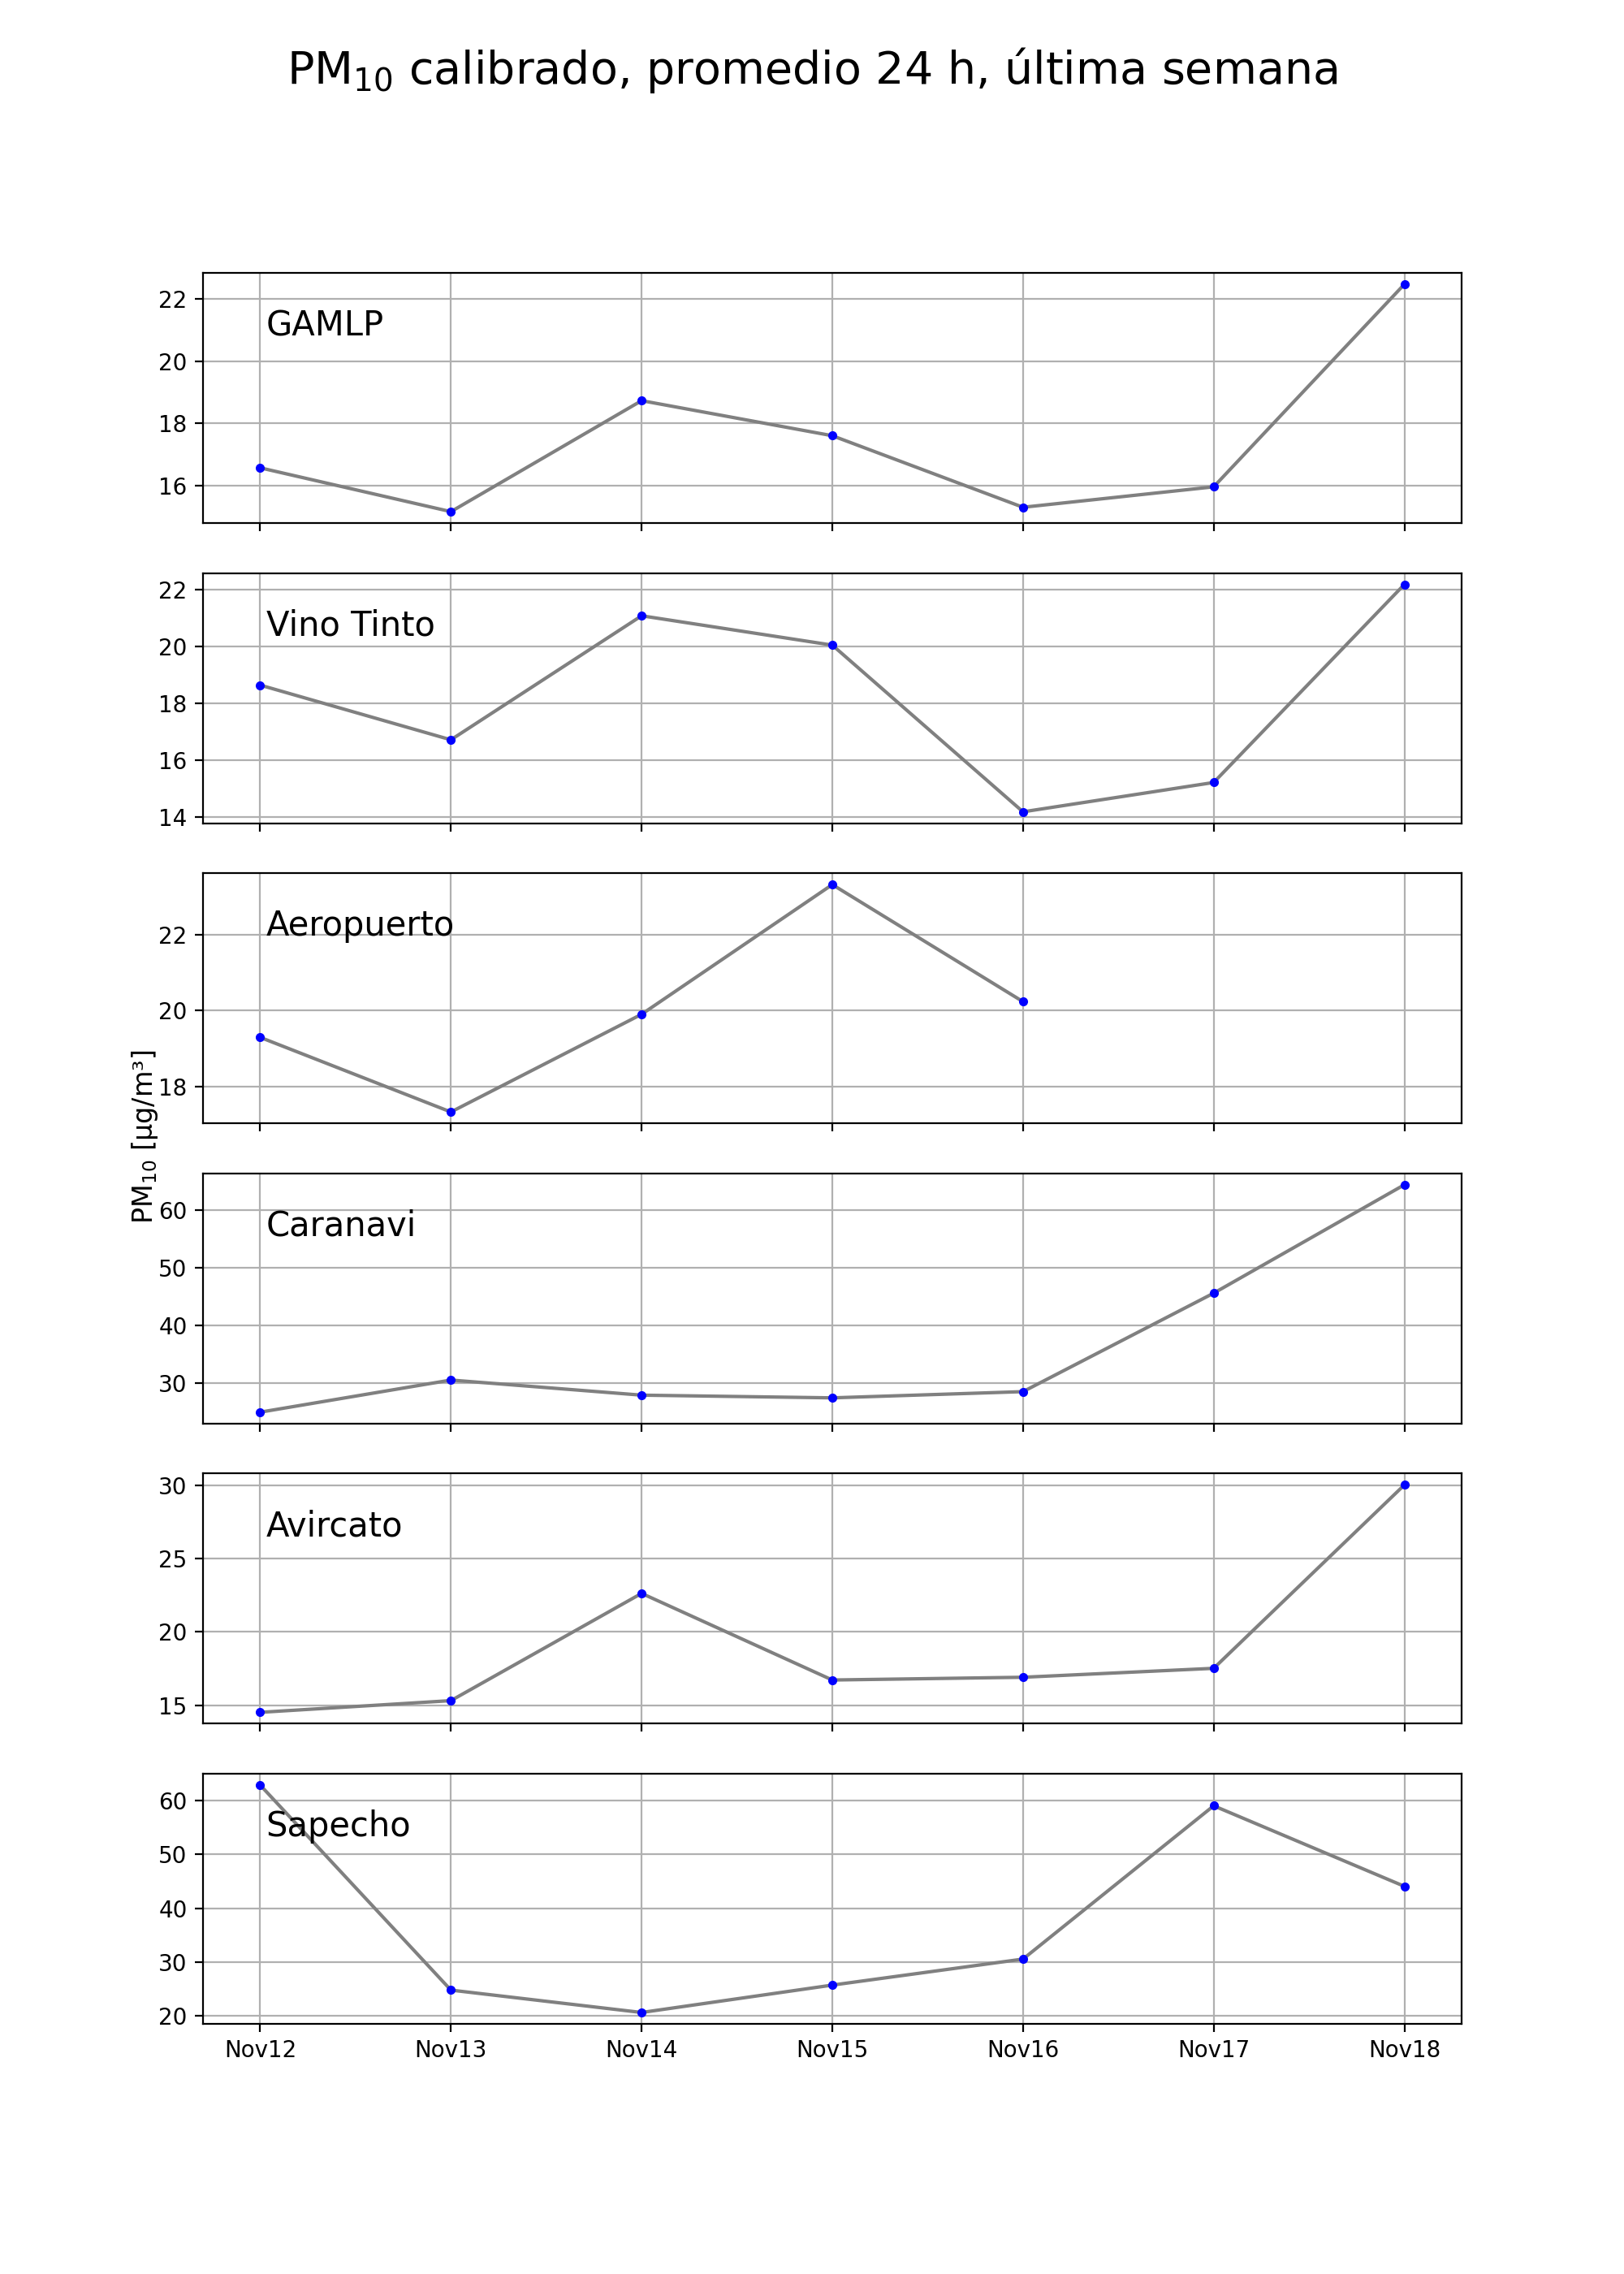 PM₁₀ calibrado, promedio 24 h, última semana
22
20
18
16
GAMLP
22
20
18
16
14
Vino Tinto
22
20
18
Aeropuerto
PM₁₀ [µg/m³]
60
50
40
30
Caranavi
30
25
20
15
Avircato
60
50
40
30
20
Sapecho
Nov12 Nov13 Nov14 Nov15 Nov16 Nov17 Nov18